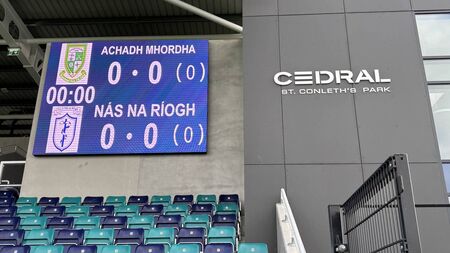 ACHADH MHORDHA
0 · 0 (0)
00:00
NÁS NA RÍOGH
0 · 0 (0)
CEDRAL
ST. CONLETH'S PARK